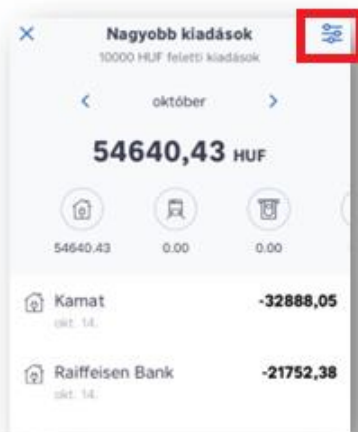 Nagyobb kiadások
10000 HUF feletti kiadások
október
54640,43 HUF
54640.43 0.00 0.00
Kamat -32888,05
okt. 14.
Raiffeisen Bank -21752,38
okt. 14.